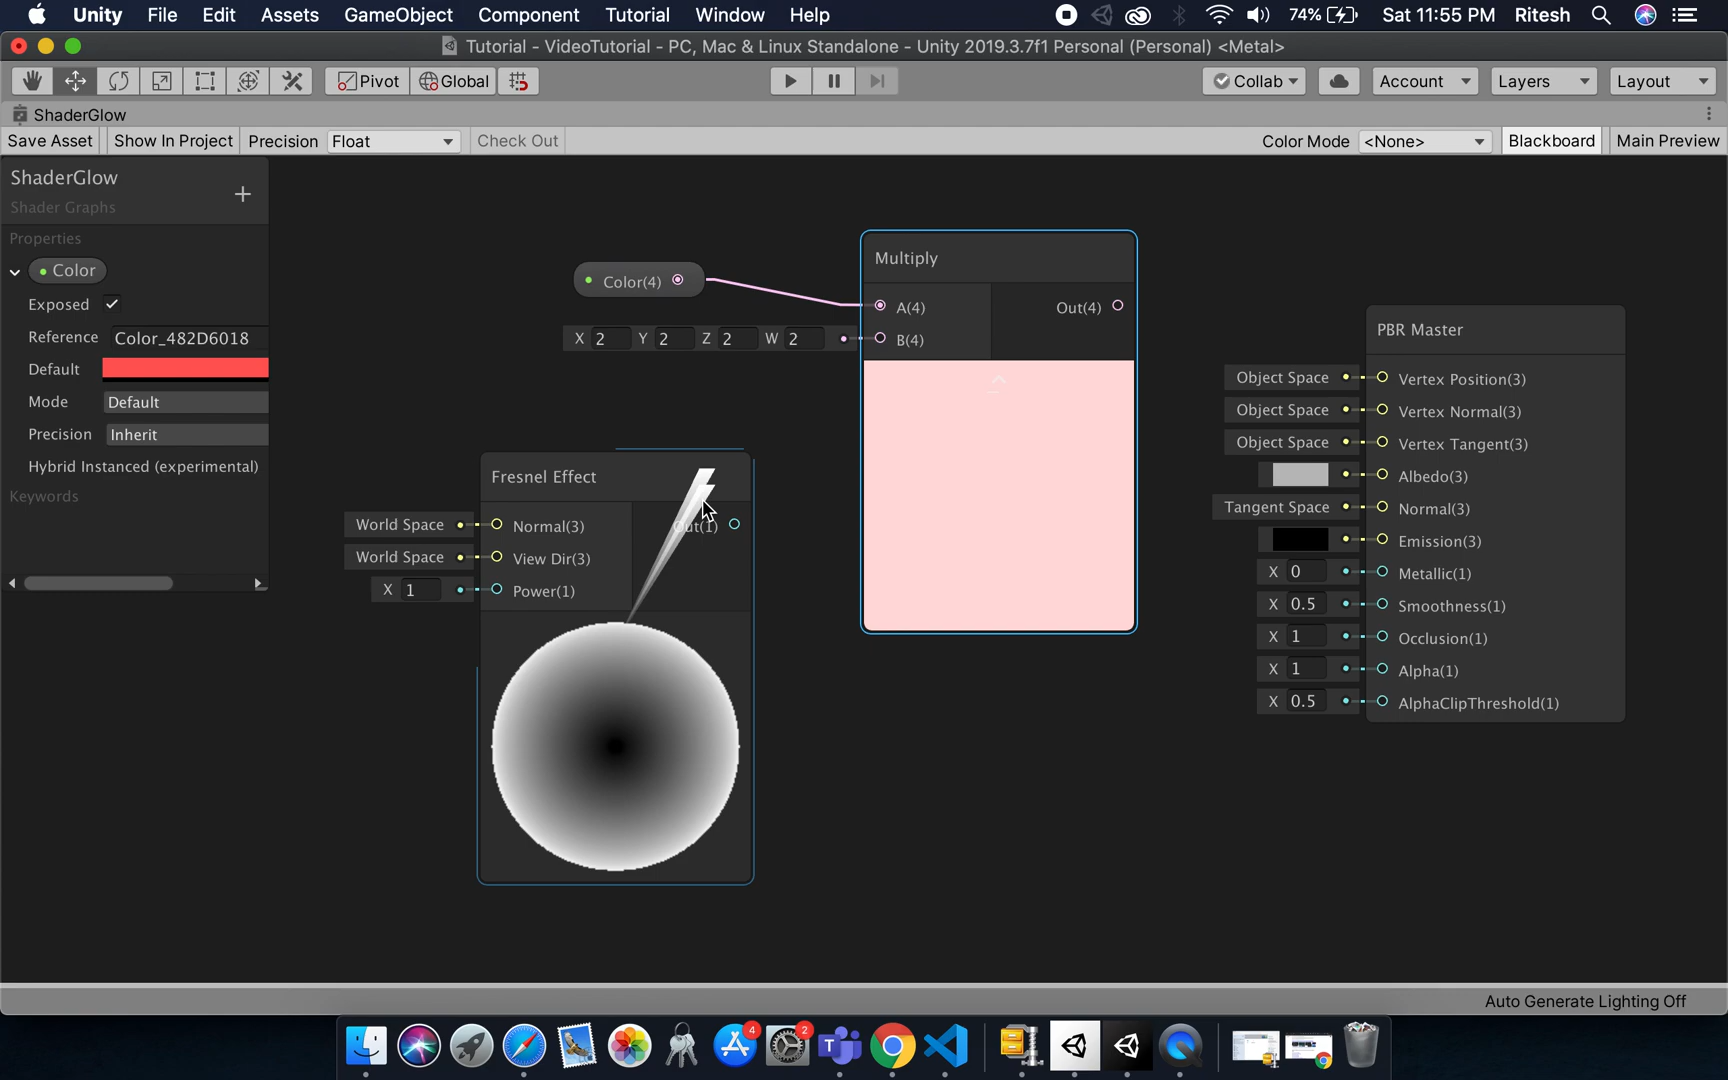 Unity File Edit Assets GameObject Component Tutorial Window Help 74% Sat 11:55 PM Ritesh
Tutorial - VideoTutorial - PC, Mac & Linux Standalone - Unity 2019.3.7f1 Personal (Personal) <Metal>
Pivot Global Collab Account Layers Layout
ShaderGlow
Save Asset Show In Project Precision Float Check Out Color Mode <None> Blackboard Main Preview
ShaderGlow
Shader Graphs
Properties
Color
Exposed
Reference Color_482D6018
Default
Mode Default
Precision Inherit
Hybrid Instanced (experimental)
Keywords
Color(4)
X 2 Y 2 Z 2 W 2
Multiply
A(4) Out(4)
B(4)
Fresnel Effect
World Space Normal(3) Out(1)
World Space View Dir(3)
X 1 Power(1)
PBR Master
Object Space Vertex Position(3)
Object Space Vertex Normal(3)
Object Space Vertex Tangent(3)
Albedo(3)
Tangent Space Normal(3)
Emission(3)
X 0 Metallic(1)
X 0.5 Smoothness(1)
X 1 Occlusion(1)
X 1 Alpha(1)
X 0.5 AlphaClipThreshold(1)
Auto Generate Lighting Off
4 2